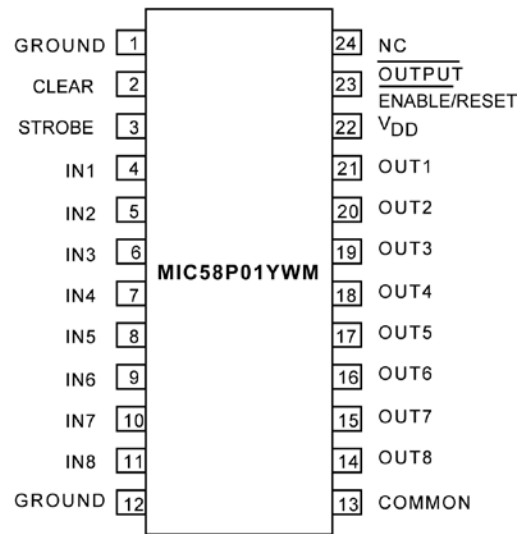 GROUND 1 24 NC
CLEAR 2 23 OUTPUT
ENABLE/RESET
STROBE 3 22 VDD
IN1 4 21 OUT1
IN2 5 20 OUT2
IN3 6 19 OUT3
MIC58P01YWM
IN4 7 18 OUT4
IN5 8 17 OUT5
IN6 9 16 OUT6
IN7 10 15 OUT7
IN8 11 14 OUT8
GROUND 12 13 COMMON